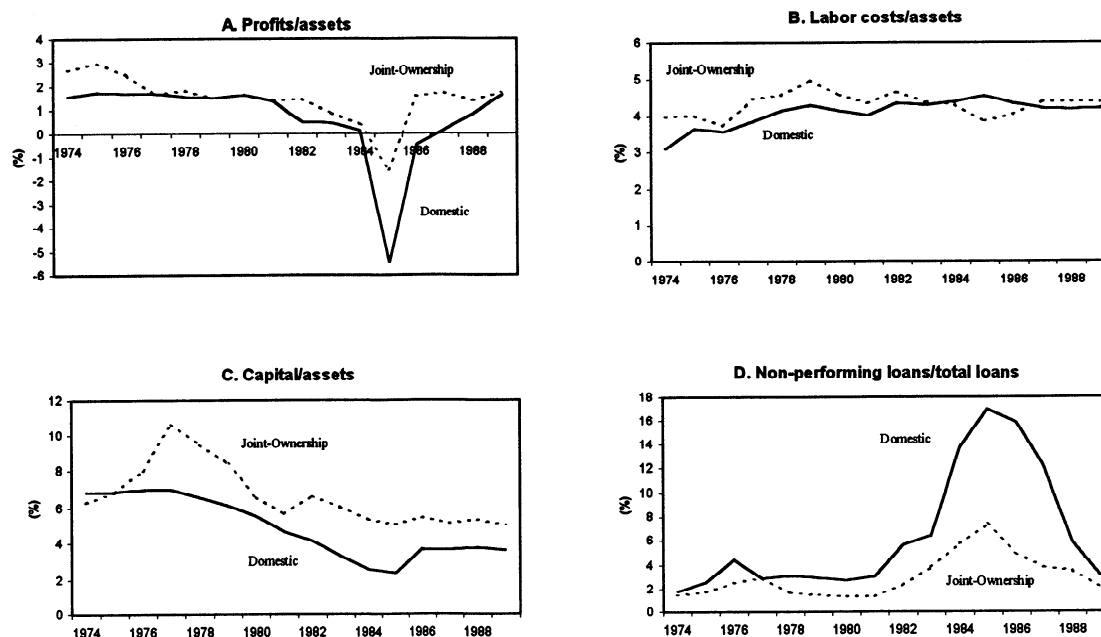 A. Profits/assets
4
3
2
1
0
-1
-2
-3
-4
-5
-6
(%)
Joint-Ownership
Domestic
1974 1976 1978 1980 1982 1984 1986 1988
B. Labor costs/assets
6
5
4
3
2
1
0
(%)
Joint-Ownership
Domestic
1974 1976 1978 1980 1982 1984 1986 1988
C. Capital/assets
12
10
8
6
4
2
0
(%)
Joint-Ownership
Domestic
1974 1976 1978 1980 1982 1984 1986 1988
D. Non-performing loans/total loans
18
16
14
12
10
8
6
4
2
0
(%)
Domestic
Joint-Ownership
1974 1976 1978 1980 1982 1984 1986 1988